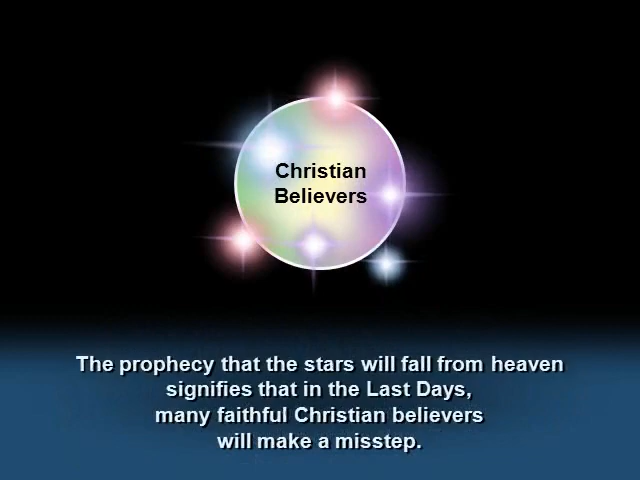 Christian
Believers
The prophecy that the stars will fall from heaven
signifies that in the Last Days,
many faithful Christian believers
will make a misstep.